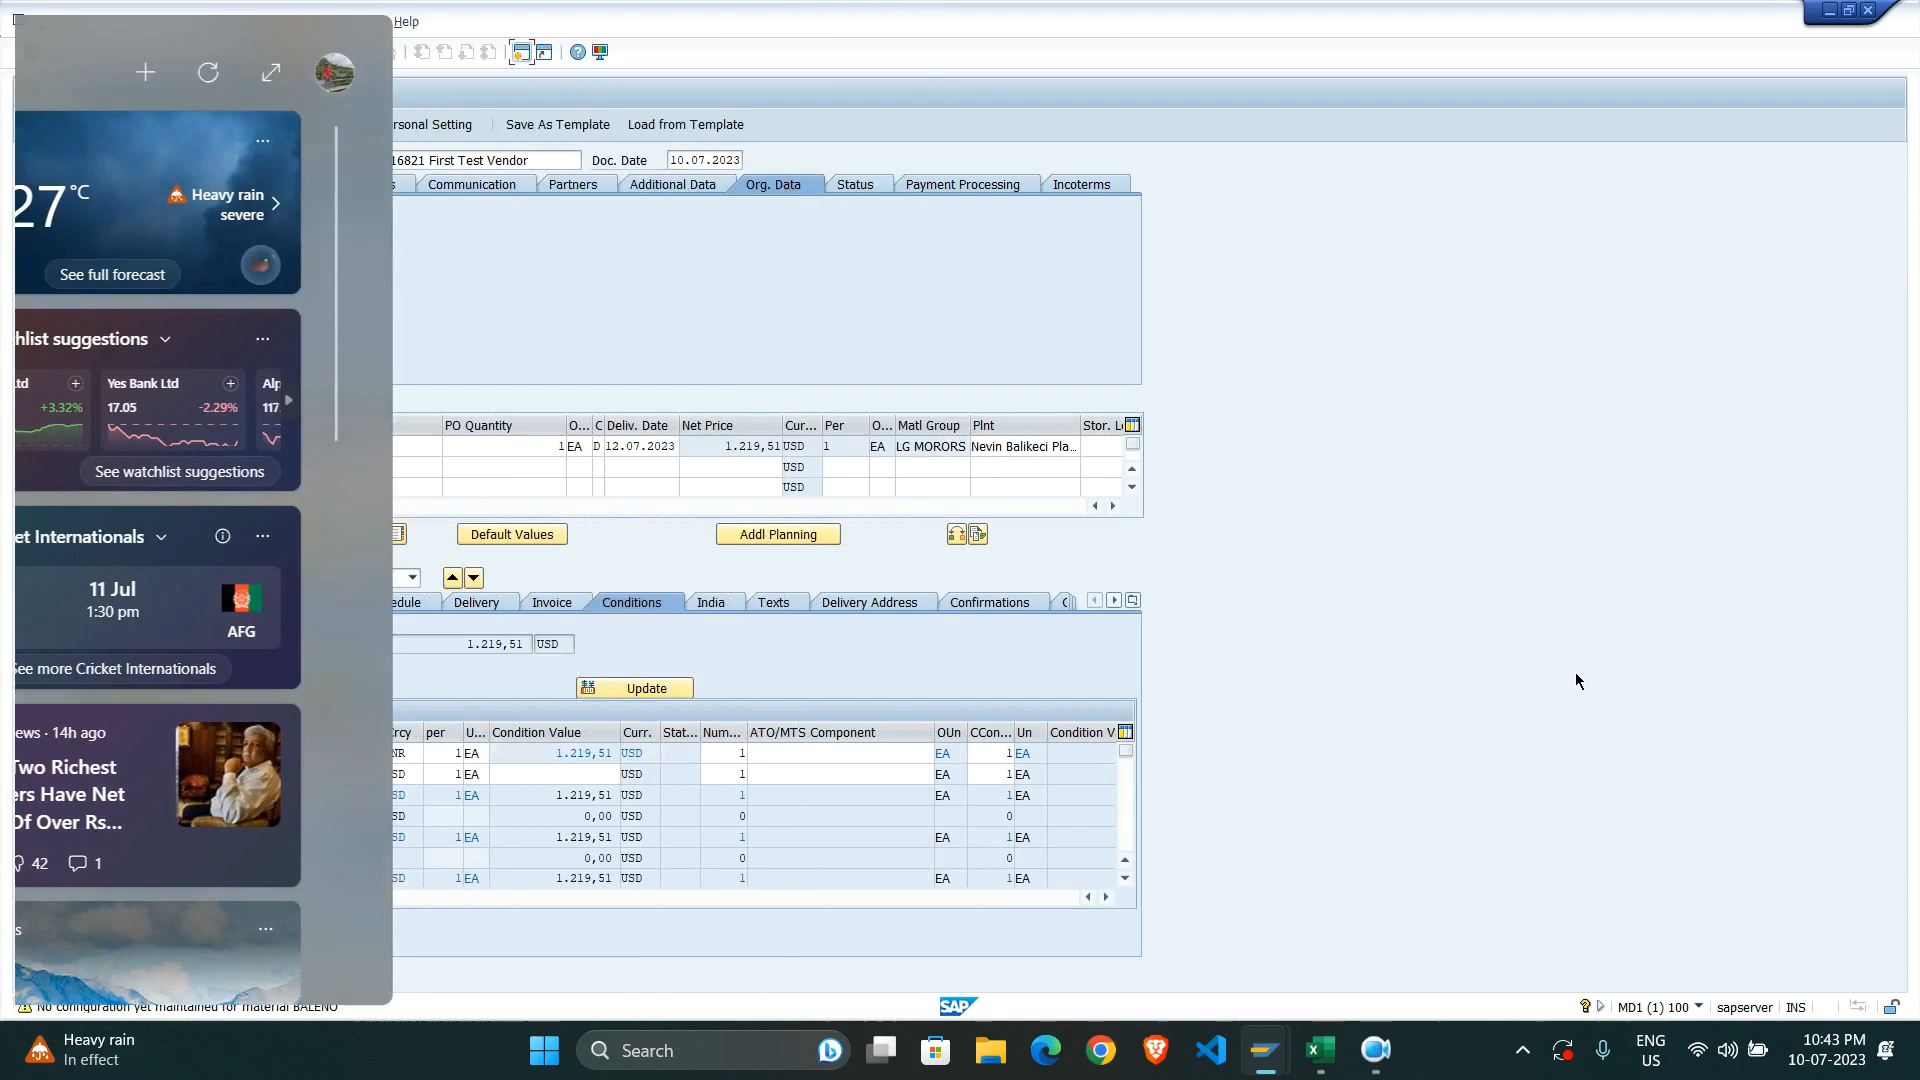 Help
rsonal Setting Save As Template Load from Template
16821 First Test Vendor Doc. Date 10.07.2023
s Communication Partners Additional Data Org. Data Status Payment Processing Incoterms
27 °C
Heavy rain
severe
See full forecast
hlist suggestions
td Yes Bank Ltd Alp
+3.32% 17.05 -2.29% 117.
See watchlist suggestions
PO Quantity O... C Deliv. Date Net Price Cur... Per O... Matl Group Plnt Stor. L
1 EA D 12.07.2023 1.219,51 USD 1 EA LG MORORS Nevin Balikeci Pla...
USD
USD
Default Values Addl Planning
et Internationals
11 Jul
1:30 pm
AFG
See more Cricket Internationals
edule Delivery Invoice Conditions India Texts Delivery Address Confirmations
1.219,51 USD
Update
ews · 14h ago
Two Richest
ers Have Net
Of Over Rs...
42 1
rcy per U... Condition Value Curr. Stat... Num... ATO/MTS Component OUn CCon... Un Condition V
NR 1 EA 1.219,51 USD 1 EA 1 EA
SD 1 EA USD 1 EA 1 EA
SD 1 EA 1.219,51 USD 1 EA 1 EA
SD 0,00 USD 0 0
SD 1 EA 1.219,51 USD 1 EA 1 EA
0,00 USD 0 0
SD 1 EA 1.219,51 USD 1 EA 1 EA
s
No configuration yet maintained for material BALENO
SAP MD1 (1) 100 sapserver INS
Heavy rain
In effect
Search
ENG
US
10:43 PM
10-07-2023